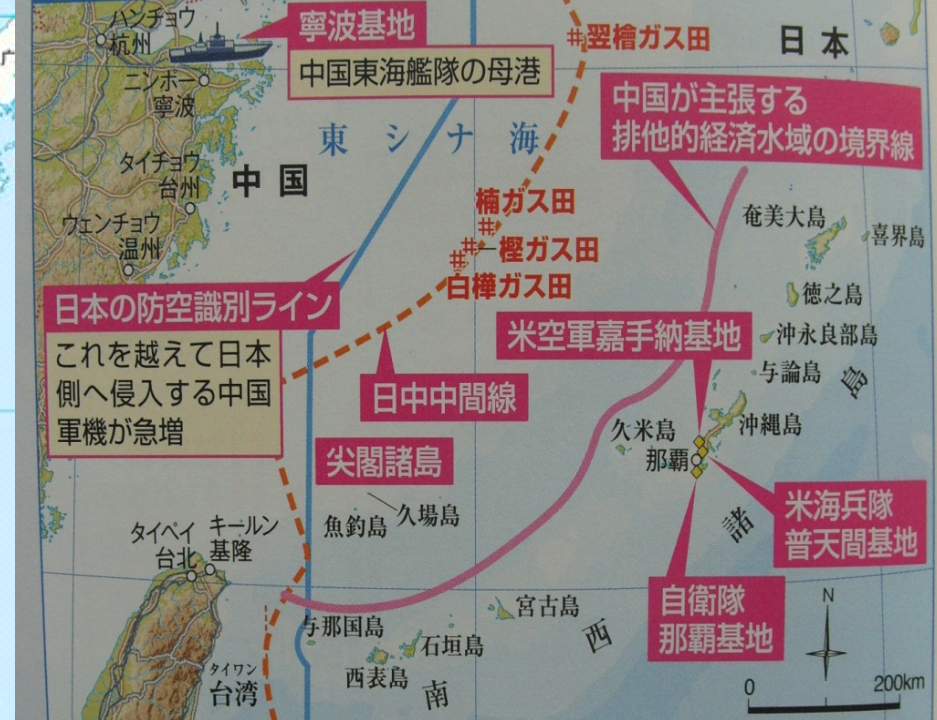 ハンチョウ
杭州
寧波基地
中国東海艦隊の母港
翌檜ガス田
日本
ニンポー
寧波
中国が主張する
排他的経済水域の境界線
東シナ海
タイチョウ
台州
中国
楠ガス田
樫ガス田
白樺ガス田
ウェンチョウ
温州
奄美大島
喜界島
徳之島
沖永良部島
与論島
日本の防空識別ライン
これを越えて日本
側へ侵入する中国
軍機が急増
米空軍嘉手納基地
日中中間線
久米島
沖縄島
那覇
尖閣諸島
魚釣島
久場島
米海兵隊
普天間基地
タイペイ
台北
キールン
基隆
自衛隊
那覇基地
宮古島
与那国島
石垣島
西表島
タイワン
台湾
南西諸島
N
0 200km
广